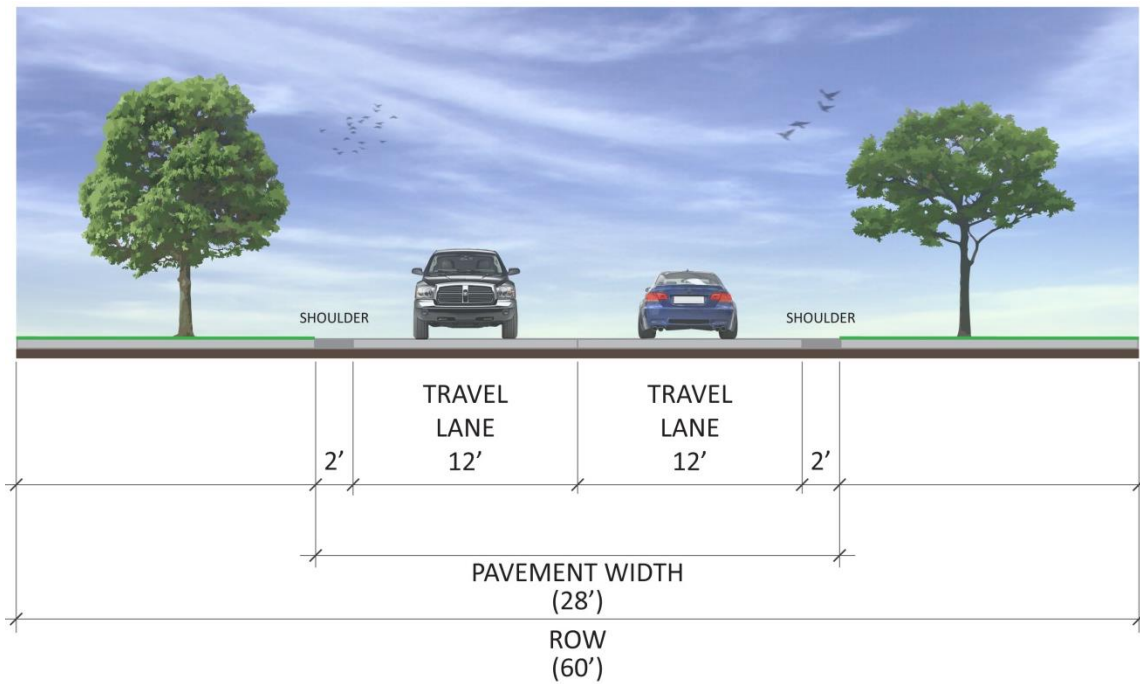 SHOULDER
SHOULDER
TRAVEL
LANE
12’
TRAVEL
LANE
12’
2’
2’
PAVEMENT WIDTH
(28’)
ROW
(60’)